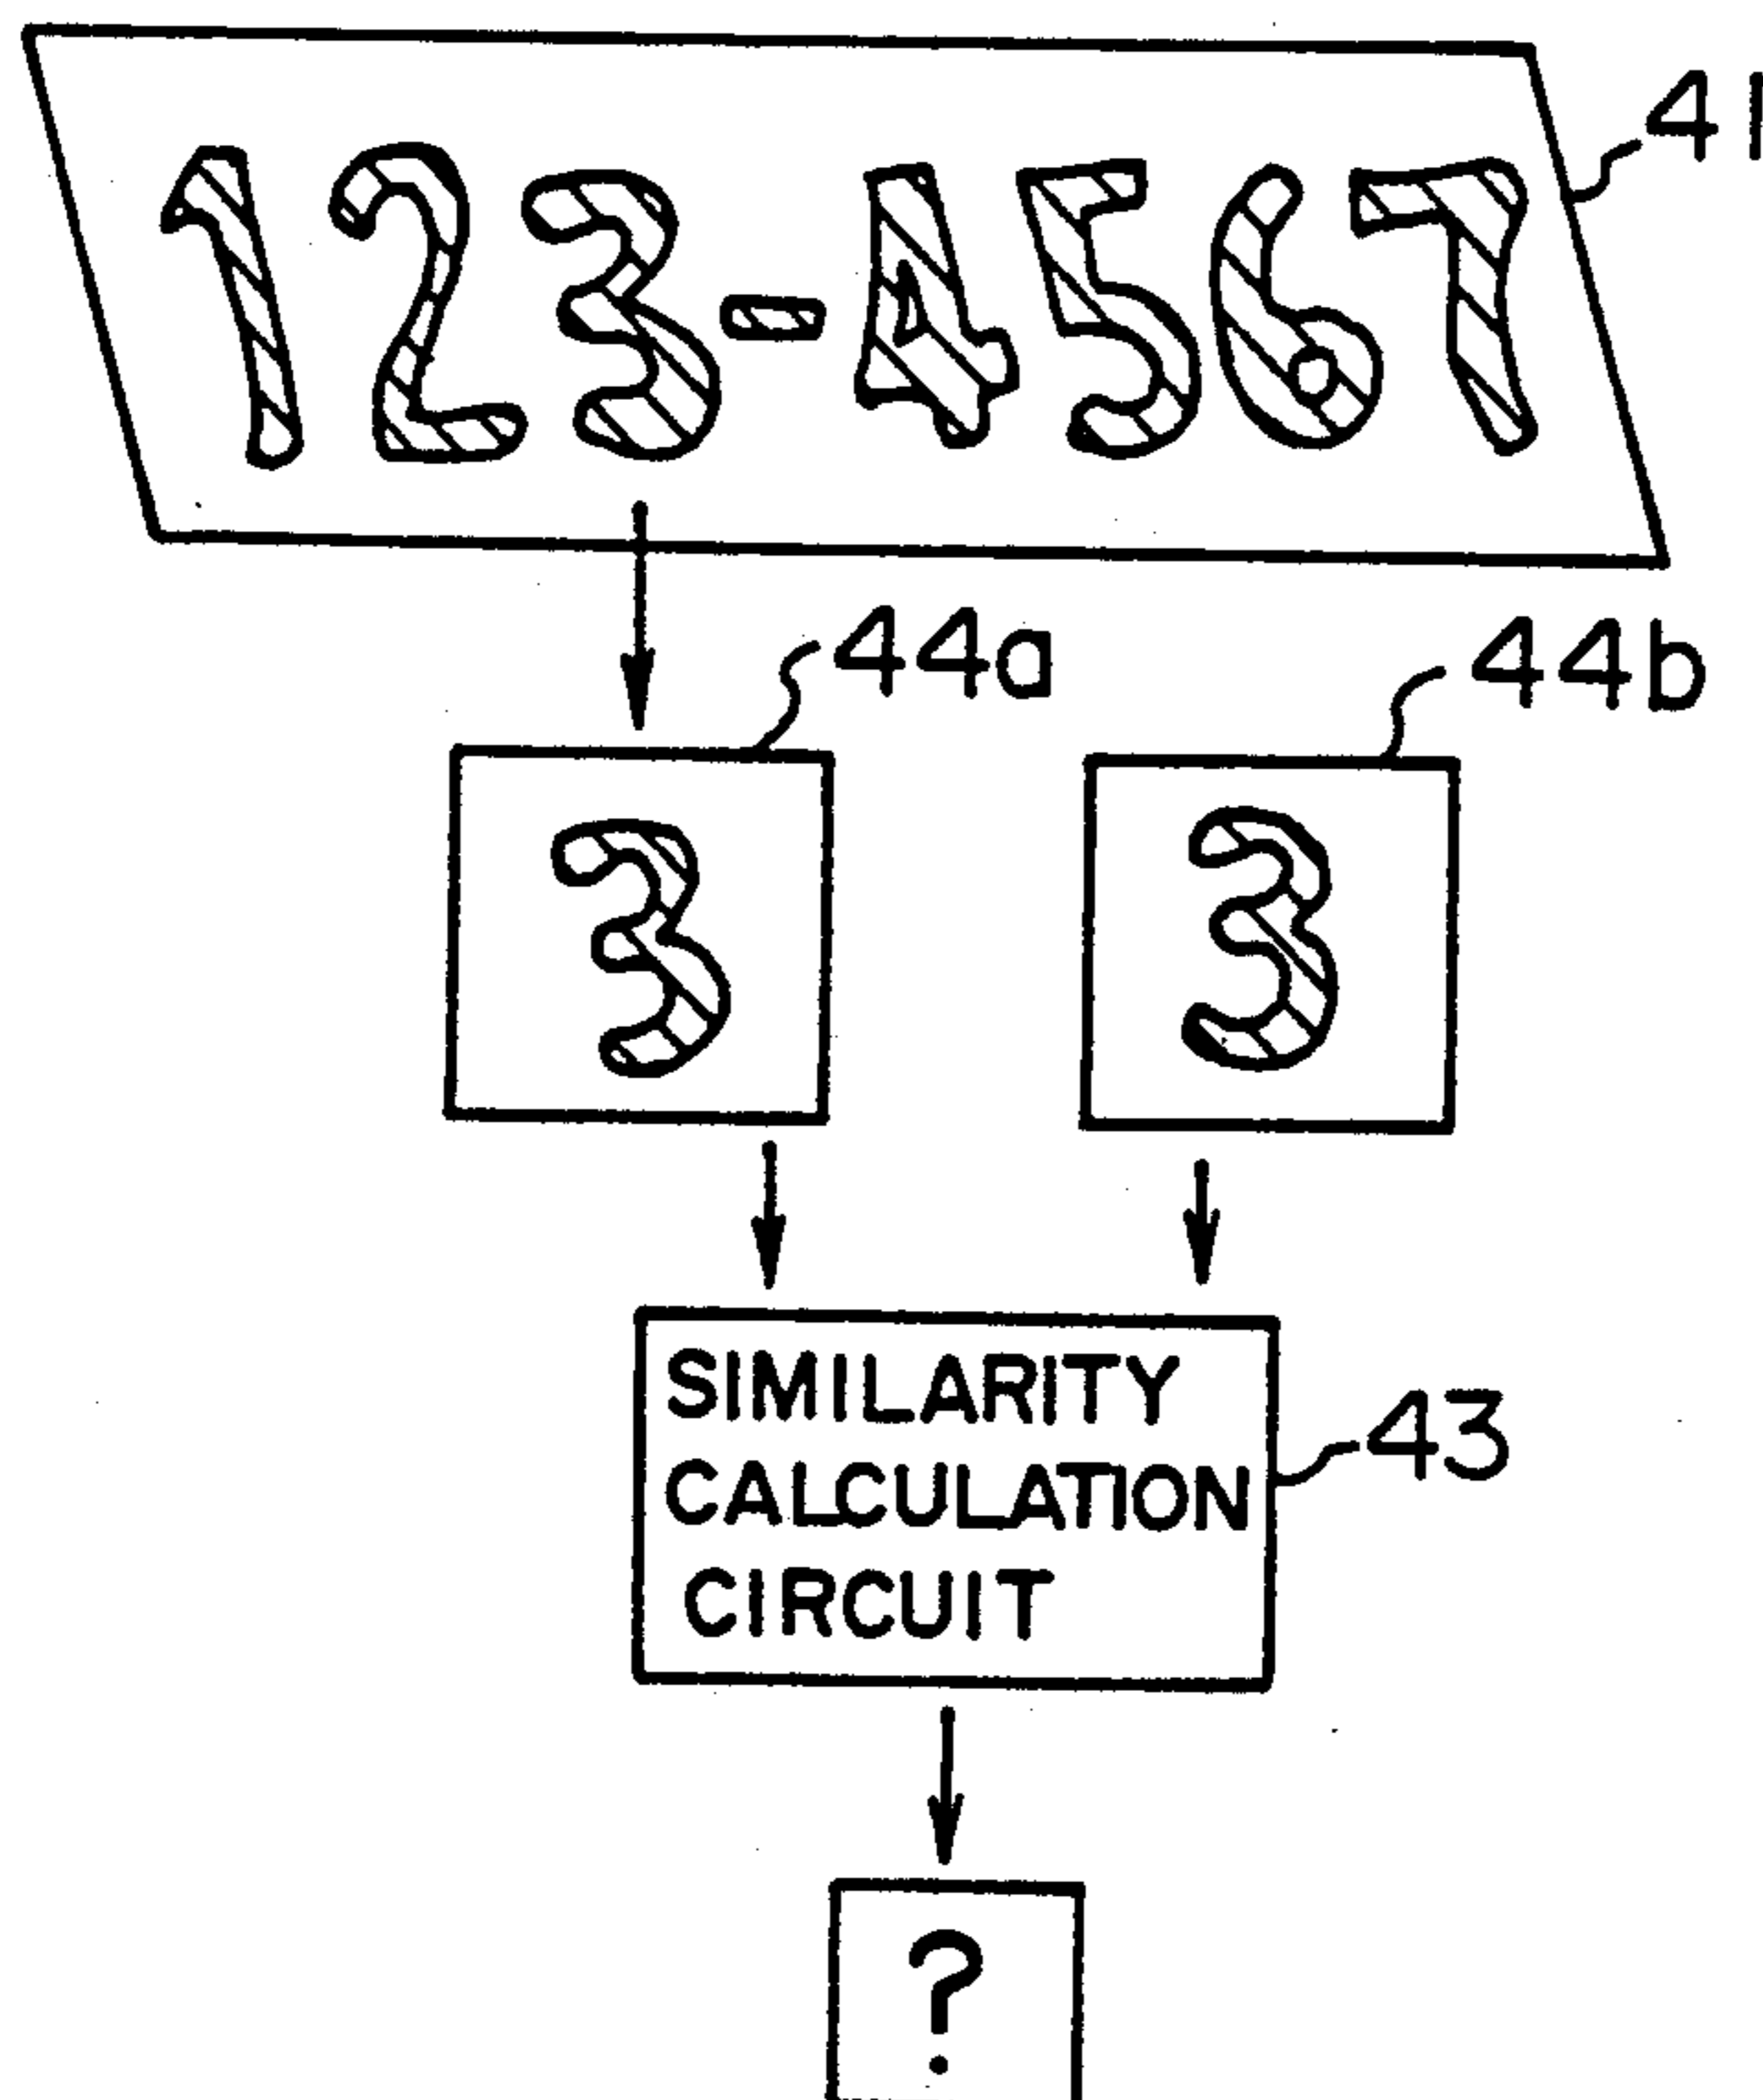 41
123-4567
44a
44b
3
3
SIMILARITY
CALCULATION
CIRCUIT
43
?